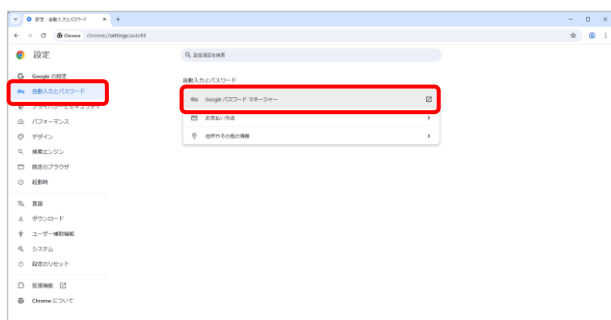 設定 - 自動入力とパスワード
Chrome chrome://settings/autofill
設定
設定項目を検索
Google の設定
自動入力とパスワード
プライバシーとセキュリティ
パフォーマンス
デザイン
検索エンジン
既定のブラウザ
起動時
言語
ダウンロード
ユーザー補助機能
システム
設定のリセット
拡張機能
Chrome について
自動入力とパスワード
Google パスワード マネージャー
お支払い方法
住所やその他の情報